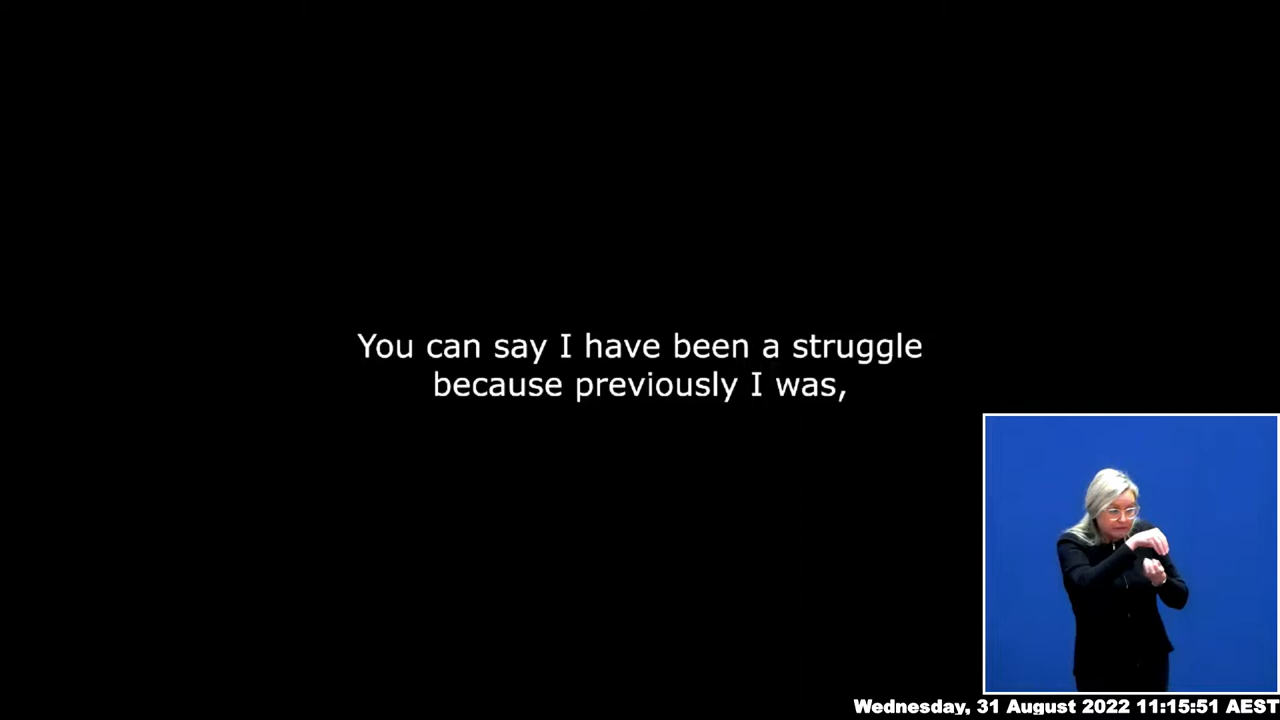 You can say I have been a struggle
because previously I was,
Wednesday, 31 August 2022 11:15:51 AEST